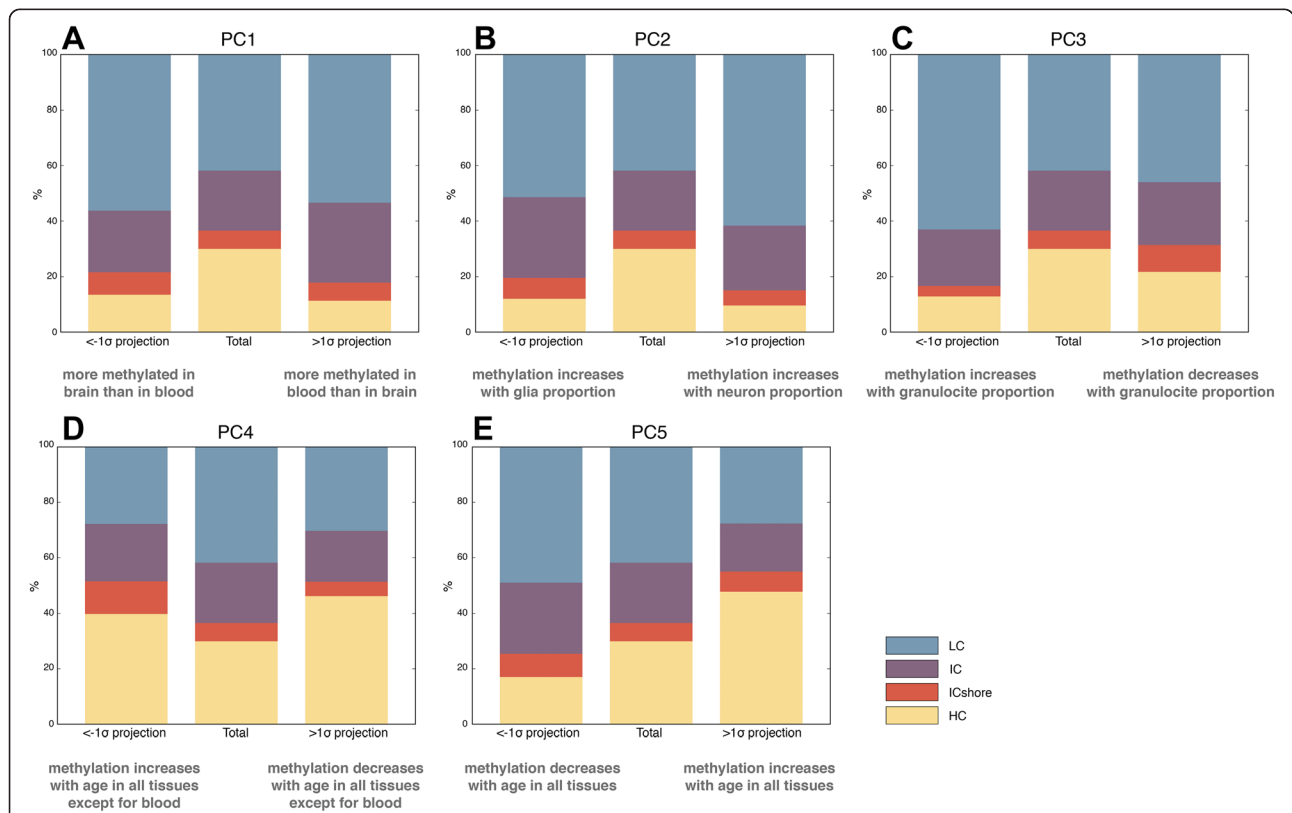 A
PC1
100
80
60
40
20
0
%
<-1σ projection
Total
>1σ projection
more methylated in
brain than in blood
more methylated in
blood than in brain
B
PC2
100
80
60
40
20
0
%
<-1σ projection
Total
>1σ projection
methylation increases
with glia proportion
methylation increases
with neuron proportion
C
PC3
100
80
60
40
20
0
%
<-1σ projection
Total
>1σ projection
methylation increases
with granulocite proportion
methylation decreases
with granulocite proportion
D
PC4
100
80
60
40
20
0
%
<-1σ projection
Total
>1σ projection
methylation increases
with age in all tissues
except for blood
methylation decreases
with age in all tissues
except for blood
E
PC5
100
80
60
40
20
0
%
<-1σ projection
Total
>1σ projection
methylation decreases
with age in all tissues
methylation increases
with age in all tissues
LC
IC
ICshore
HC